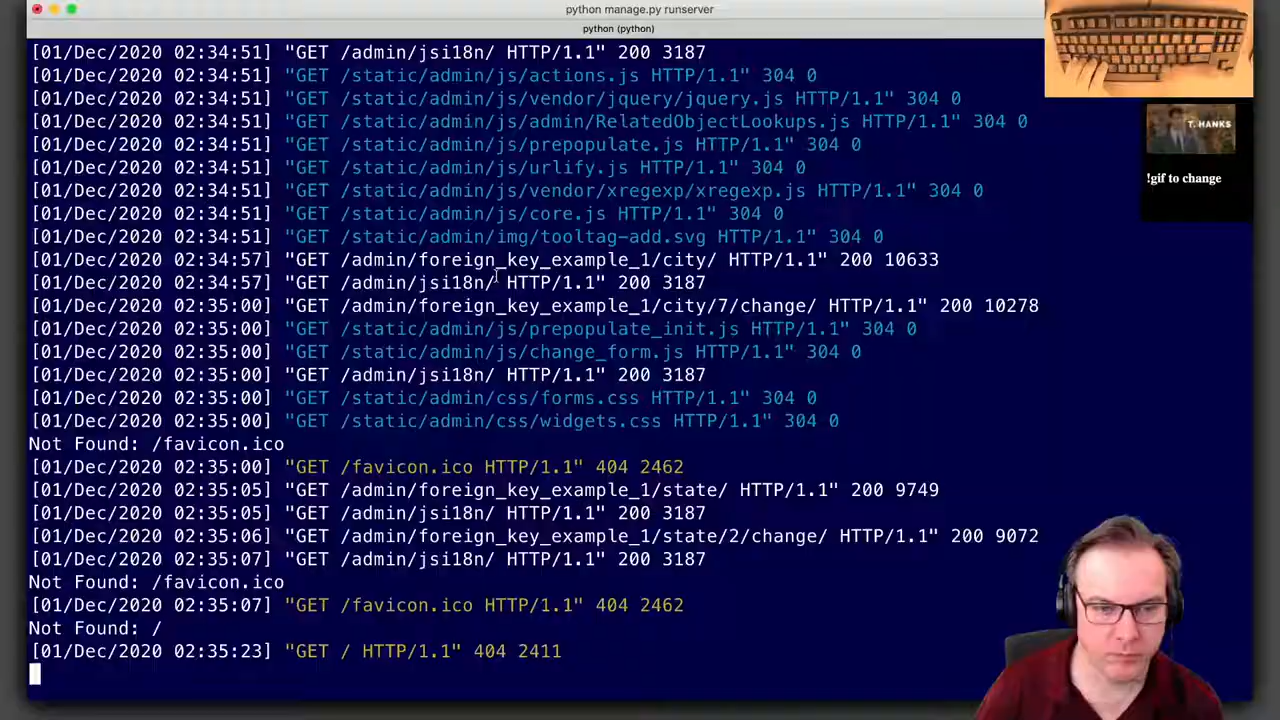 python manage.py runserver
python (python)
[01/Dec/2020 02:34:51] "GET /admin/jsi18n/ HTTP/1.1" 200 3187
[01/Dec/2020 02:34:51] "GET /static/admin/js/actions.js HTTP/1.1" 304 0
[01/Dec/2020 02:34:51] "GET /static/admin/js/vendor/jquery/jquery.js HTTP/1.1" 304 0
[01/Dec/2020 02:34:51] "GET /static/admin/js/admin/RelatedObjectLookups.js HTTP/1.1" 304 0
[01/Dec/2020 02:34:51] "GET /static/admin/js/prepopulate.js HTTP/1.1" 304 0
[01/Dec/2020 02:34:51] "GET /static/admin/js/urlify.js HTTP/1.1" 304 0
[01/Dec/2020 02:34:51] "GET /static/admin/js/vendor/xregexp/xregexp.js HTTP/1.1" 304 0
[01/Dec/2020 02:34:51] "GET /static/admin/js/core.js HTTP/1.1" 304 0
[01/Dec/2020 02:34:51] "GET /static/admin/img/tooltag-add.svg HTTP/1.1" 304 0
[01/Dec/2020 02:34:57] "GET /admin/foreign_key_example_1/city/ HTTP/1.1" 200 10633
[01/Dec/2020 02:34:57] "GET /admin/jsi18n/ HTTP/1.1" 200 3187
[01/Dec/2020 02:35:00] "GET /admin/foreign_key_example_1/city/7/change/ HTTP/1.1" 200 10278
[01/Dec/2020 02:35:00] "GET /static/admin/js/prepopulate_init.js HTTP/1.1" 304 0
[01/Dec/2020 02:35:00] "GET /static/admin/js/change_form.js HTTP/1.1" 304 0
[01/Dec/2020 02:35:00] "GET /admin/jsi18n/ HTTP/1.1" 200 3187
[01/Dec/2020 02:35:00] "GET /static/admin/css/forms.css HTTP/1.1" 304 0
[01/Dec/2020 02:35:00] "GET /static/admin/css/widgets.css HTTP/1.1" 304 0
Not Found: /favicon.ico
[01/Dec/2020 02:35:00] "GET /favicon.ico HTTP/1.1" 404 2462
[01/Dec/2020 02:35:05] "GET /admin/foreign_key_example_1/state/ HTTP/1.1" 200 9749
[01/Dec/2020 02:35:05] "GET /admin/jsi18n/ HTTP/1.1" 200 3187
[01/Dec/2020 02:35:06] "GET /admin/foreign_key_example_1/state/2/change/ HTTP/1.1" 200 9072
[01/Dec/2020 02:35:07] "GET /admin/jsi18n/ HTTP/1.1" 200 3187
Not Found: /favicon.ico
[01/Dec/2020 02:35:07] "GET /favicon.ico HTTP/1.1" 404 2462
Not Found: /
[01/Dec/2020 02:35:23] "GET / HTTP/1.1" 404 2411
T. HANKS
!gif to change